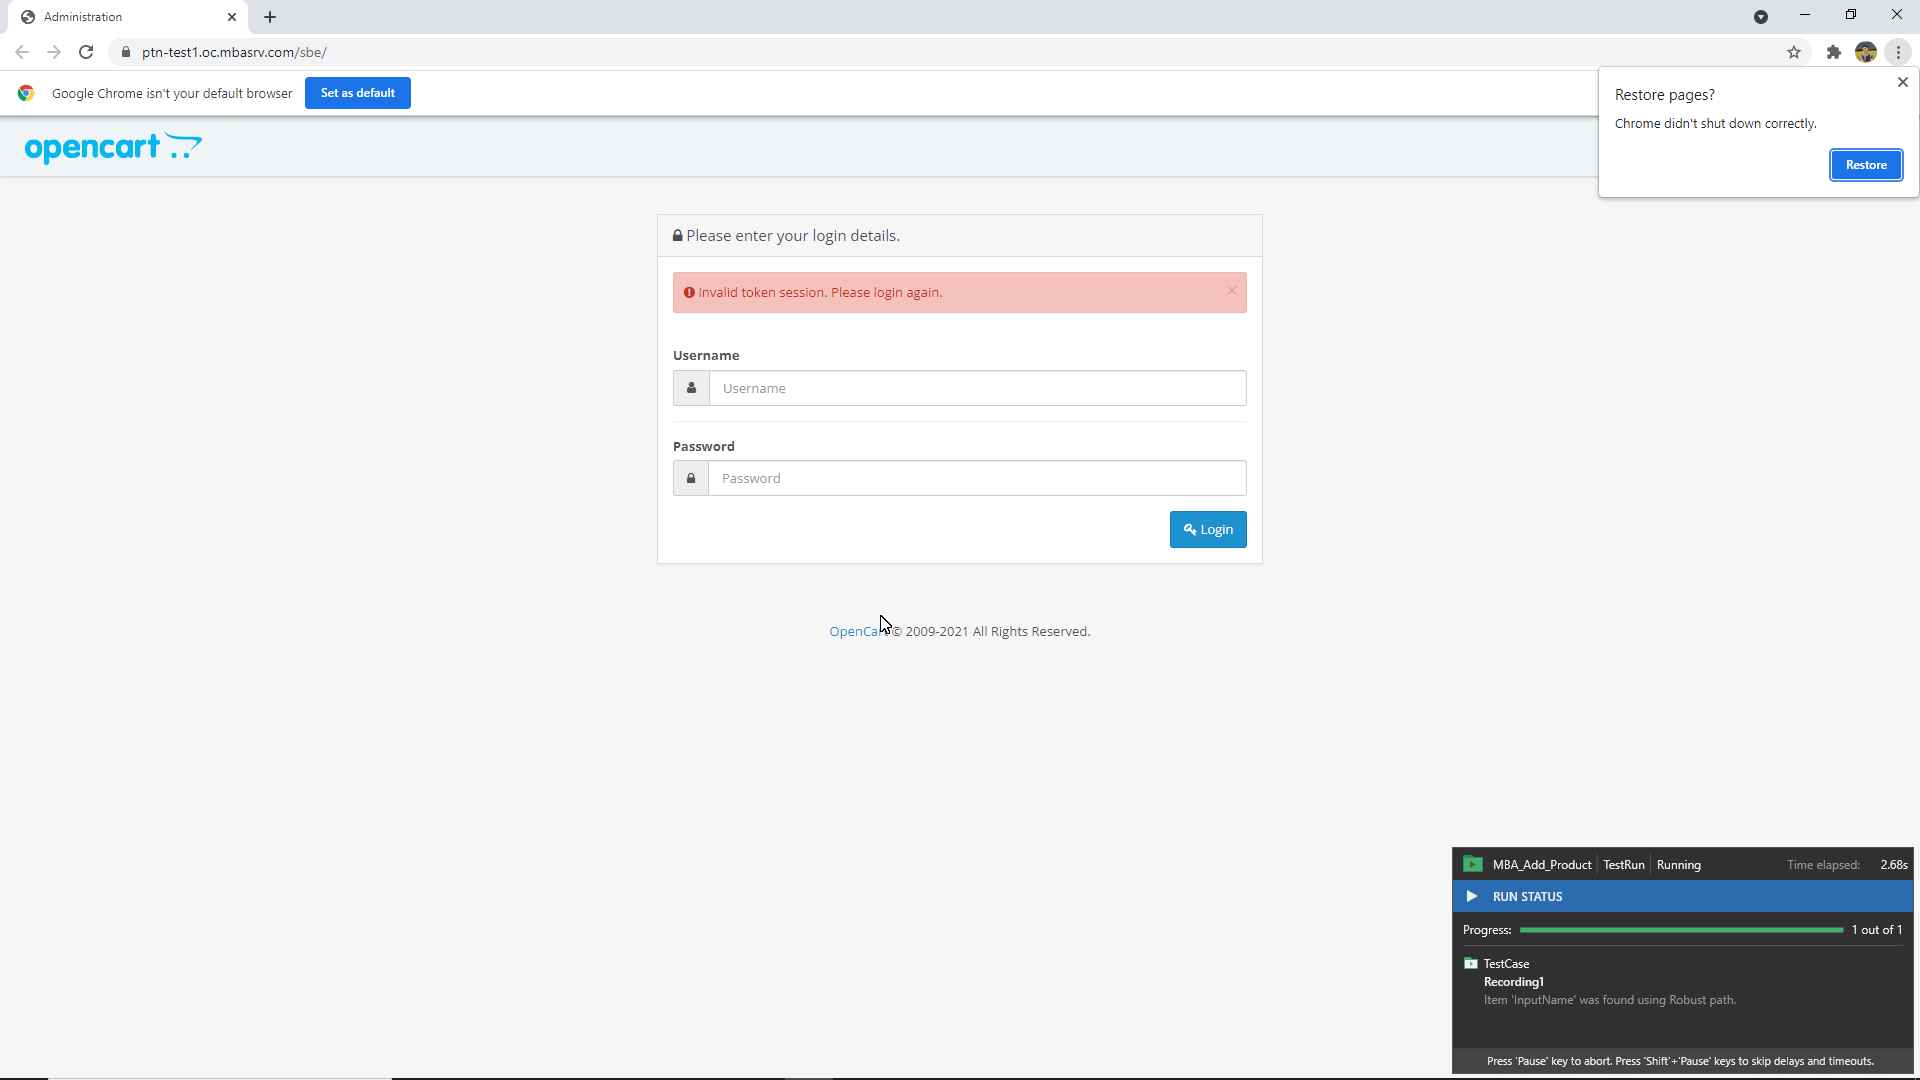 Administration
ptn-test1.oc.mbasrv.com/sbe/
Google Chrome isn't your default browser
Set as default
Restore pages?
Chrome didn't shut down correctly.
Restore
opencart
Please enter your login details.
Invalid token session. Please login again.
Username
Username
Password
Password
Login
OpenCart © 2009-2021 All Rights Reserved.
MBA_Add_Product TestRun Running Time elapsed: 2.68s
RUN STATUS
Progress: 1 out of 1
TestCase
Recording1
Item 'InputName' was found using Robust path.
Press 'Pause' key to abort. Press 'Shift'+'Pause' keys to skip delays and timeouts.